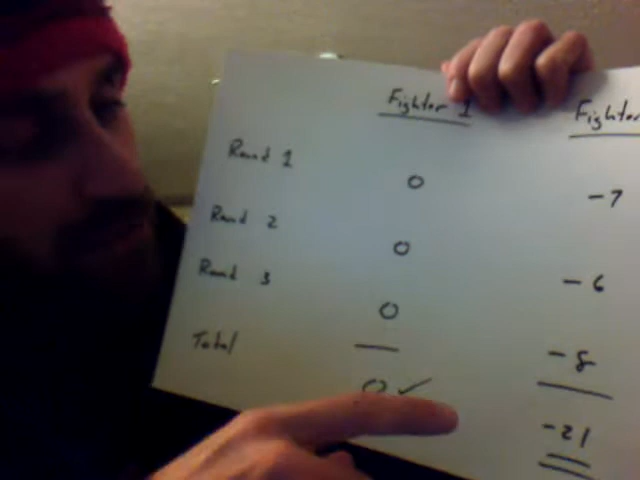 Fighter 1 Fighter
Round 1 0 -7
Round 2 0 -6
Round 3 0 -8
Total 0 ✓ -21